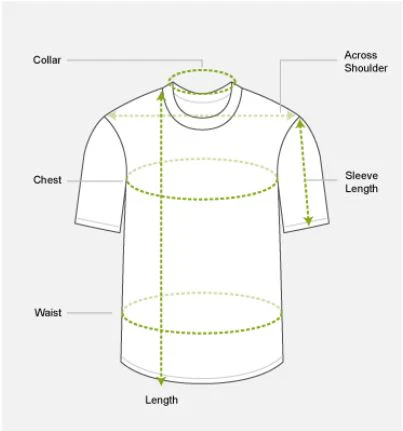 Collar
Across
Shoulder
Chest
Sleeve
Length
Waist
Length